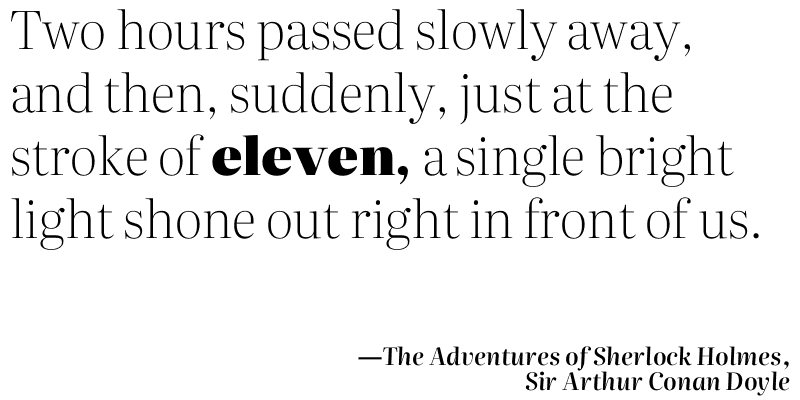 Two hours passed slowly away,
and then, suddenly, just at the
stroke of eleven, a single bright
light shone out right in front of us.
—The Adventures of Sherlock Holmes,
Sir Arthur Conan Doyle